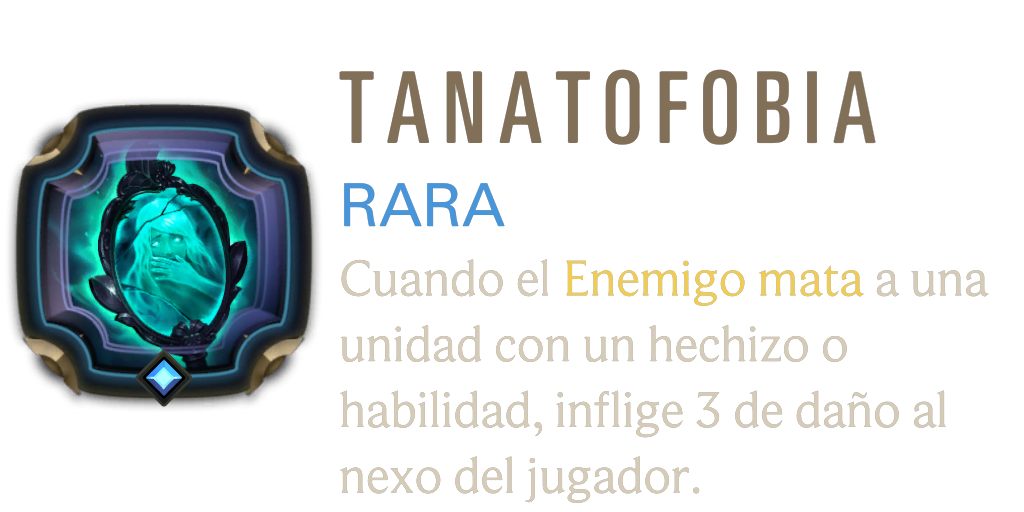 TANATOFOBIA
RARA
Cuando el Enemigo mata a una
unidad con un hechizo o
habilidad, inflige 3 de daño al
nexo del jugador.